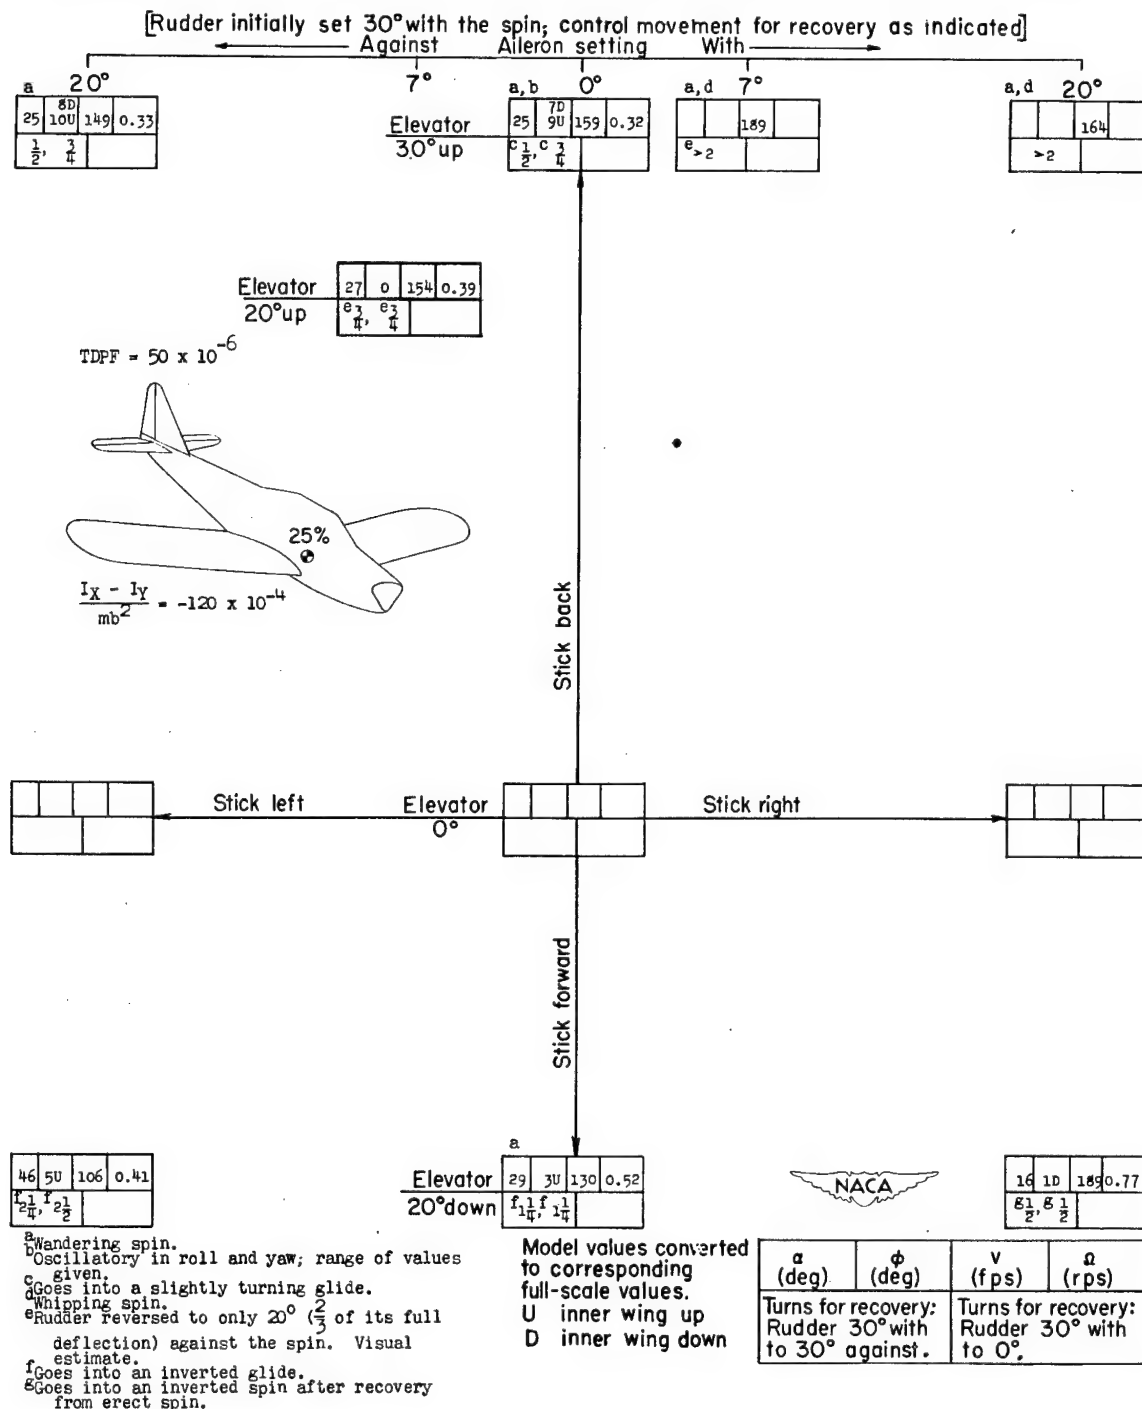 [Rudder initially set 30° with the spin; control movement for recovery as indicated]
Against Aileron setting With
20° 7° 0° 7° 20°
a
25 8D 10U 149 0.33
1/2, 3/4
Elevator 30° up
a,b
25 7D 9U 159 0.32
c 1/2, c 3/4
a,d
189
e >2
a,d
164
>2
Elevator 20° up
27 0 154 0.39
e 3/4, e 3/4
TDPF = 50 x 10^-6
25%
I_X - I_Y / mb^2 = -120 x 10^-4
Stick back
Stick left
Elevator 0°
Stick right
Stick forward
46 5U 106 0.41
f 2 1/4, f 2 1/2
Elevator 20° down
a
29 3U 130 0.52
f 1 1/4, f 1 1/4
NACA
16 1D 189 0.77
g 1/2, g 1/2
a Wandering spin.
b Oscillatory in roll and yaw; range of values
given.
c Goes into a slightly turning glide.
d Whipping spin.
e Rudder reversed to only 20° (2/3 of its full
deflection) against the spin. Visual
estimate.
f Goes into an inverted glide.
g Goes into an inverted spin after recovery
from erect spin.
Model values converted
to corresponding
full-scale values.
U inner wing up
D inner wing down
α (deg) ϕ (deg) V (fps) Ω (rps)
Turns for recovery:
Rudder 30° with
to 30° against.
Turns for recovery:
Rudder 30° with
to 0°.